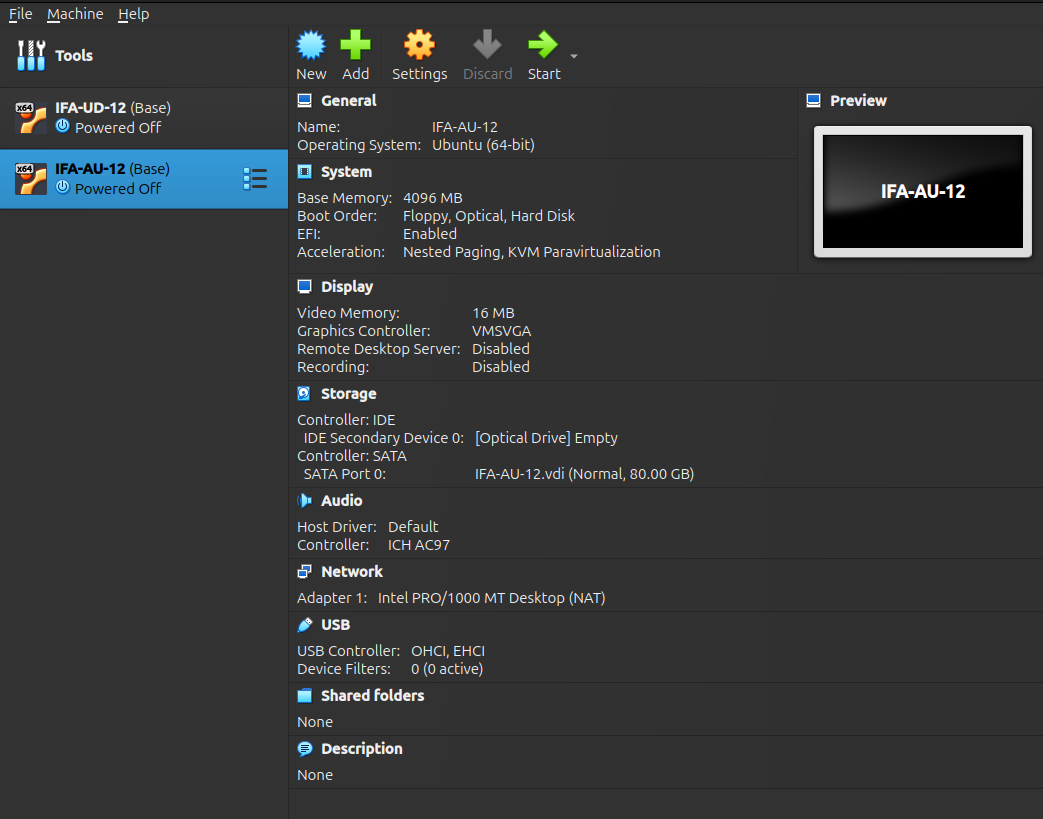 File Machine Help
Tools
New Add Settings Discard Start
x64 IFA-UD-12 (Base)
Powered Off
x64 IFA-AU-12 (Base)
Powered Off
General
Name: IFA-AU-12
Operating System: Ubuntu (64-bit)
System
Base Memory: 4096 MB
Boot Order: Floppy, Optical, Hard Disk
EFI: Enabled
Acceleration: Nested Paging, KVM Paravirtualization
Preview
IFA-AU-12
Display
Video Memory: 16 MB
Graphics Controller: VMSVGA
Remote Desktop Server: Disabled
Recording: Disabled
Storage
Controller: IDE
IDE Secondary Device 0: [Optical Drive] Empty
Controller: SATA
SATA Port 0: IFA-AU-12.vdi (Normal, 80.00 GB)
Audio
Host Driver: Default
Controller: ICH AC97
Network
Adapter 1: Intel PRO/1000 MT Desktop (NAT)
USB
USB Controller: OHCI, EHCI
Device Filters: 0 (0 active)
Shared folders
None
Description
None